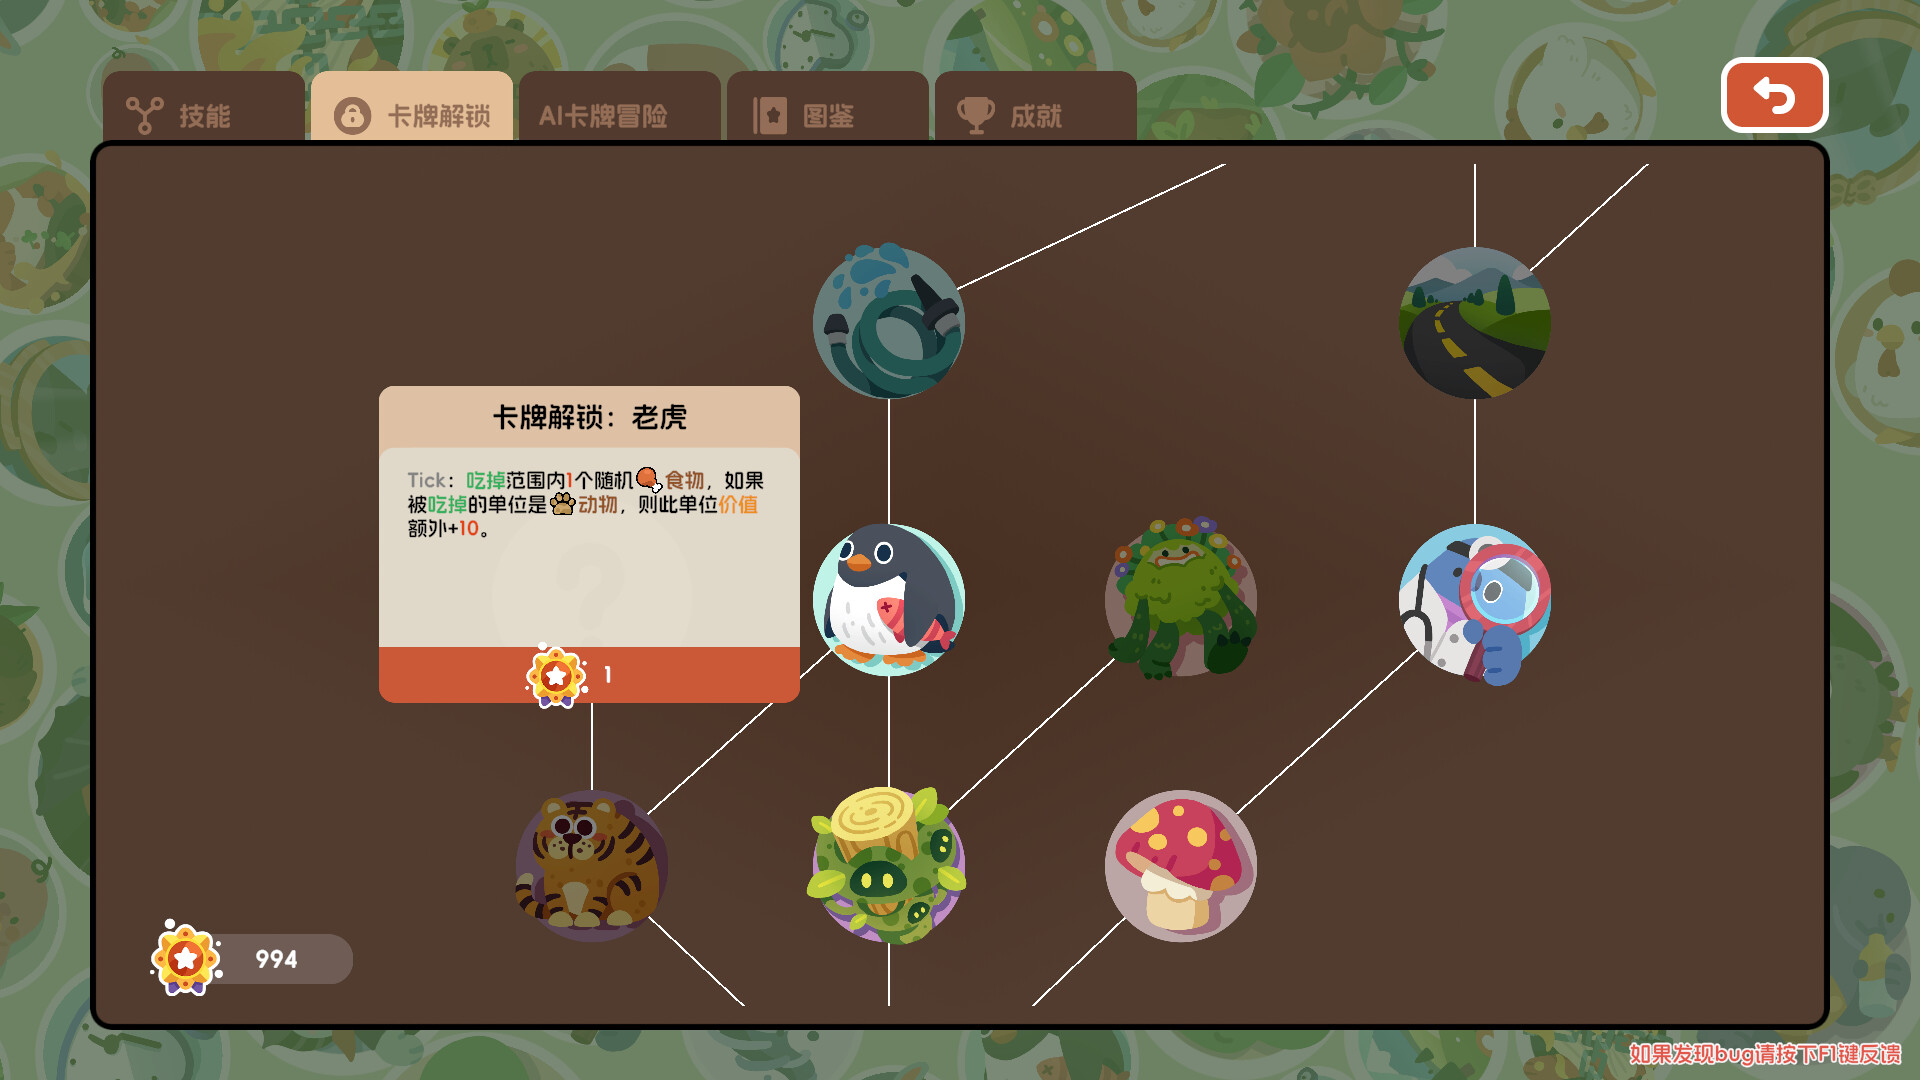 技能
卡牌解锁
AI卡牌冒险
图鉴
成就
卡牌解锁：老虎
Tick：吃掉范围内1个随机食物，如果
被吃掉的单位是动物，则此单位价值
额外+10。
1
994
如果发现bug请按下F1键反馈